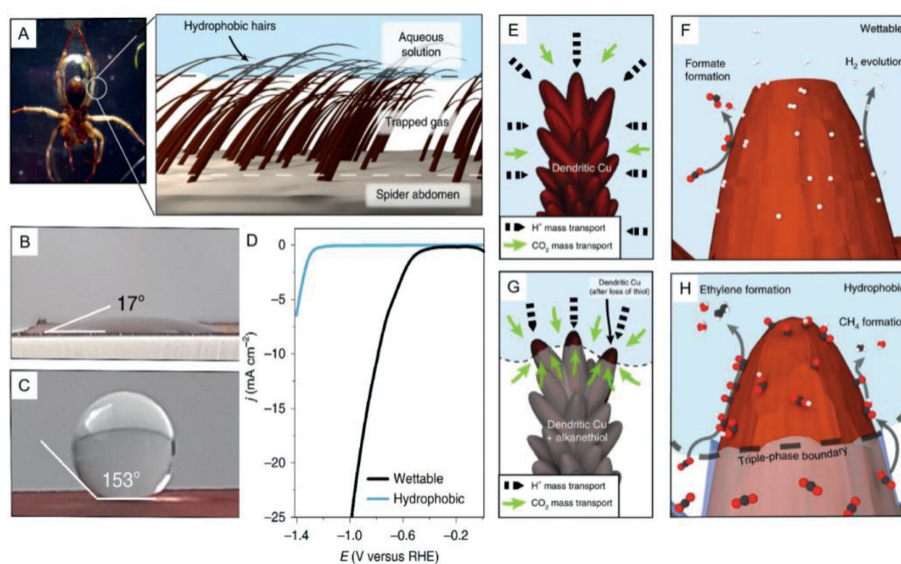 A
Hydrophobic hairs
Aqueous
solution
Trapped gas
Spider abdomen
B
17°
C
153°
D
0
−5
−10
−15
−20
−25
−1.4
−1.0
−0.6
−0.2
j (mA cm⁻²)
Wettable
Hydrophobic
E (V versus RHE)
E
Dendritic Cu
H⁺ mass transport
CO₂ mass transport
F
Wettable
Formate
formation
H₂ evolution
G
Dendritic Cu
(after loss of thiol)
Dendritic Cu
+ alkanethiol
H⁺ mass transport
CO₂ mass transport
H
Ethylene formation
Hydrophobic
CH₄ formation
Triple-phase boundary